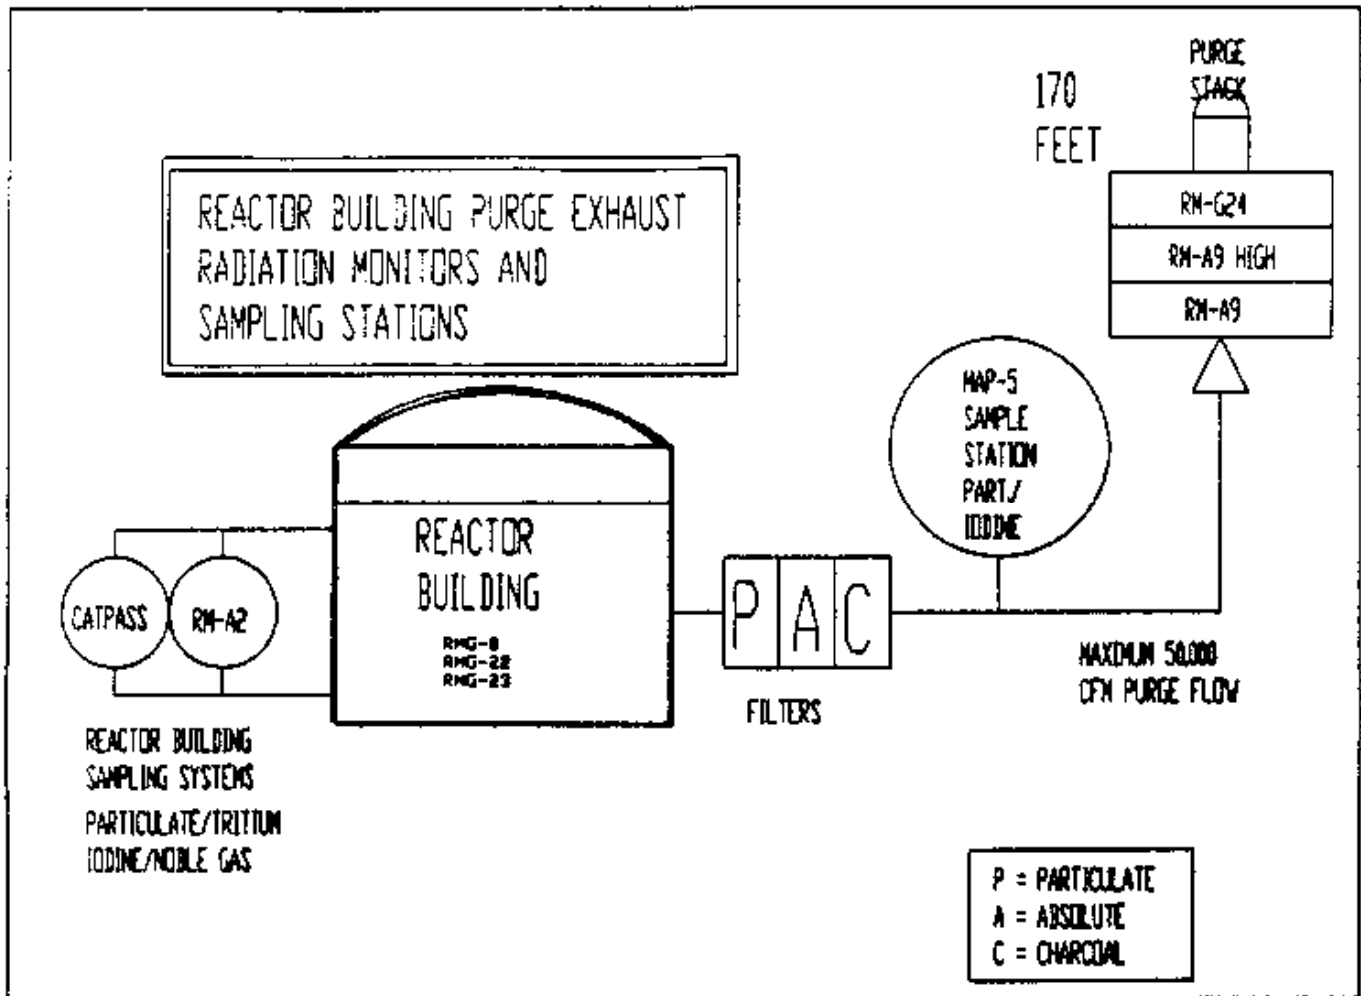 PURGE
STACK
170
FEET
RM-G24
RM-A9 HIGH
RM-A9
REACTOR BUILDING PURGE EXHAUST
RADIATION MONITORS AND
SAMPLING STATIONS
MAP-5
SAMPLE
STATION
PART./
IODINE
REACTOR
BUILDING
RMG-8
RMG-22
RMG-23
CATPASS
RM-A2
P A C
FILTERS
MAXIMUM 50,000
CFM PURGE FLOW
REACTOR BUILDING
SAMPLING SYSTEMS
PARTICULATE/TRITIUM
IODINE/NOBLE GAS
P = PARTICULATE
A = ABSOLUTE
C = CHARCOAL